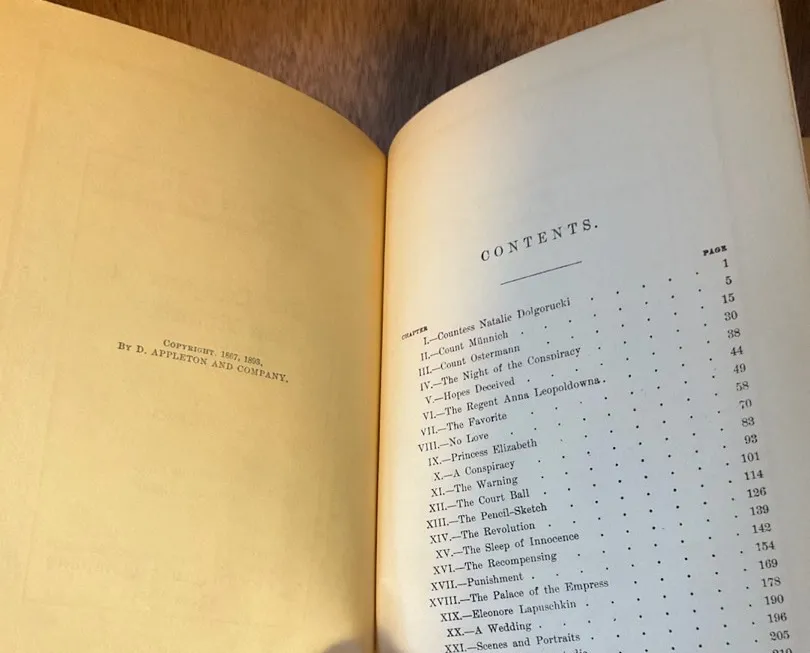 COPYRIGHT, 1867, 1893,
BY D. APPLETON AND COMPANY.
CONTENTS.
CHAPTER PAGE
I.—Countess Natalie Dolgorucki . . . . . 1
II.—Count Münnich . . . . . . . 5
III.—Count Ostermann . . . . . . . 15
IV.—The Night of the Conspiracy . . . . . 30
V.—Hopes Deceived . . . . . . . 38
VI.—The Regent Anna Leopoldowna . . . . . 44
VII.—The Favorite . . . . . . . 49
VIII.—No Love . . . . . . . 58
IX.—Princess Elizabeth . . . . . . 70
X.—A Conspiracy . . . . . . . 83
XI.—The Warning . . . . . . . 93
XII.—The Court Ball . . . . . . . 101
XIII.—The Pencil-Sketch . . . . . . 114
XIV.—The Revolution . . . . . . . 126
XV.—The Sleep of Innocence . . . . . . 139
XVI.—The Recompensing . . . . . . 142
XVII.—Punishment . . . . . . . 154
XVIII.—The Palace of the Empress . . . . . 169
XIX.—Eleonore Lapuschkin . . . . . . 178
XX.—A Wedding . . . . . . . 190
XXI.—Scenes and Portraits . . . . . . 196
205